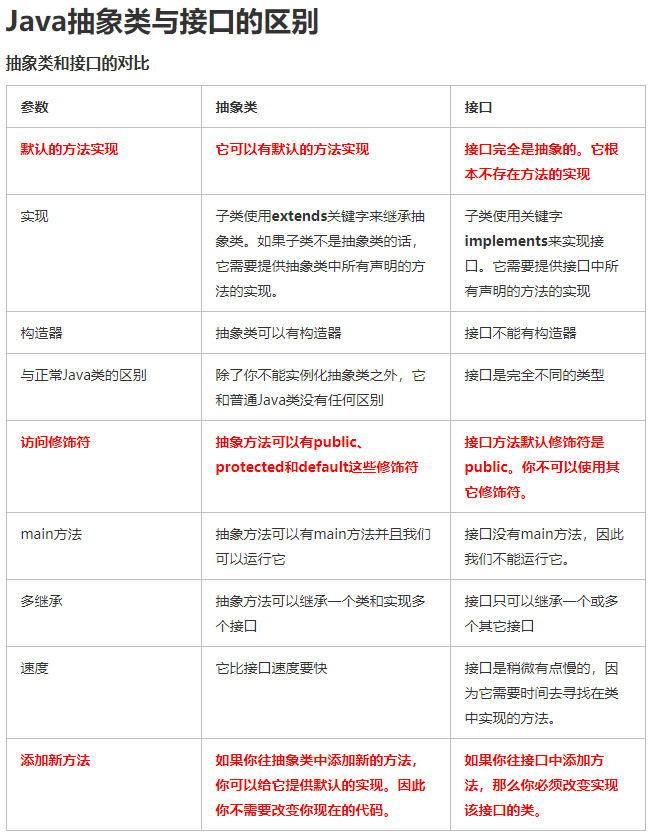 Java抽象类与接口的区别
抽象类和接口的对比
参数
抽象类
接口
默认的方法实现
它可以有默认的方法实现
接口完全是抽象的。它根
本不存在方法的实现
实现
子类使用extends关键字来继承抽
象类。如果子类不是抽象类的话，
它需要提供抽象类中所有声明的方
法的实现。
子类使用关键字
implements来实现接
口。它需要提供接口中所
有声明的方法的实现
构造器
抽象类可以有构造器
接口不能有构造器
与正常Java类的区别
除了你不能实例化抽象类之外，它
和普通Java类没有任何区别
接口是完全不同的类型
访问修饰符
抽象方法可以有public、
protected和default这些修饰符
接口方法默认修饰符是
public。你不可以使用其
它修饰符。
main方法
抽象方法可以有main方法并且我们
可以运行它
接口没有main方法，因此
我们不能运行它。
多继承
抽象方法可以继承一个类和实现多
个接口
接口只可以继承一个或多
个其它接口
速度
它比接口速度要快
接口是稍微有点慢的，因
为它需要时间去寻找在类
中实现的方法。
添加新方法
如果你往抽象类中添加新的方法，
你可以给它提供默认的实现。因此
你不需要改变你现在的代码。
如果你往接口中添加方
法，那么你必须改变实现
该接口的类。